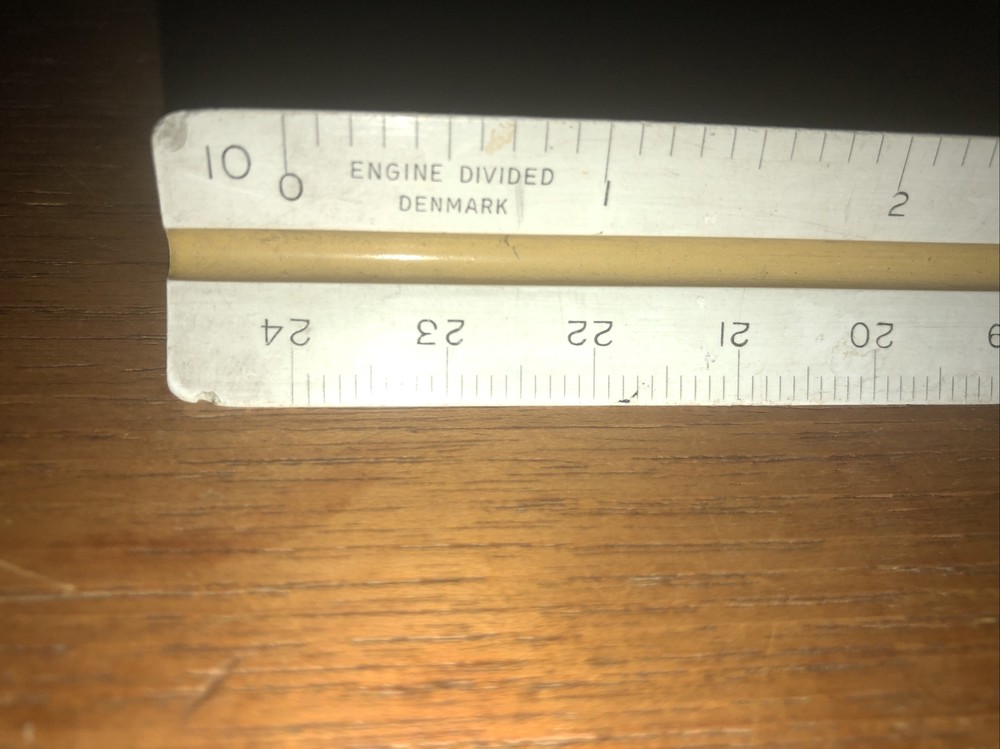 10 0 ENGINE DIVIDED 1 2
DENMARK
24 23 22 21 20